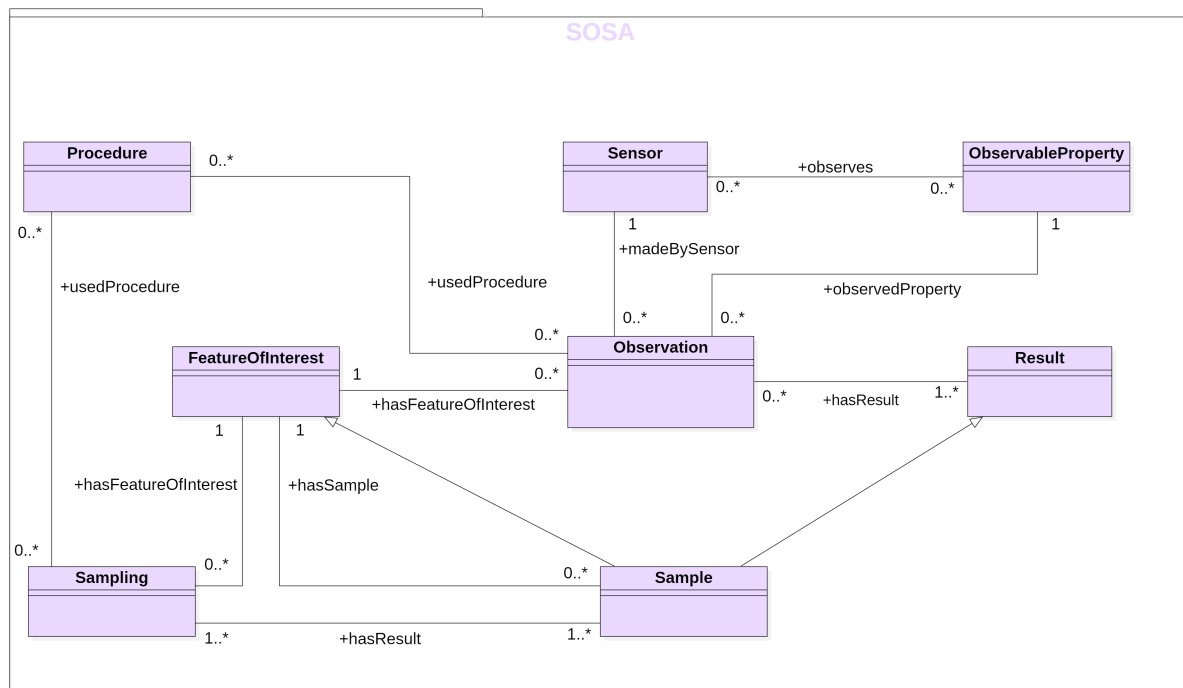 SOSA
Procedure
0..*
Sensor
+observes
ObservableProperty
0..*
0..*
0..*
1
1
+madeBySensor
+usedProcedure
+usedProcedure
+observedProperty
0..*
0..*
0..*
FeatureOfInterest
Observation
Result
1
0..*
+hasFeatureOfInterest
0..*
+hasResult
1..*
1
1
+hasFeatureOfInterest
+hasSample
0..*
0..*
0..*
Sampling
Sample
1..*
+hasResult
1..*